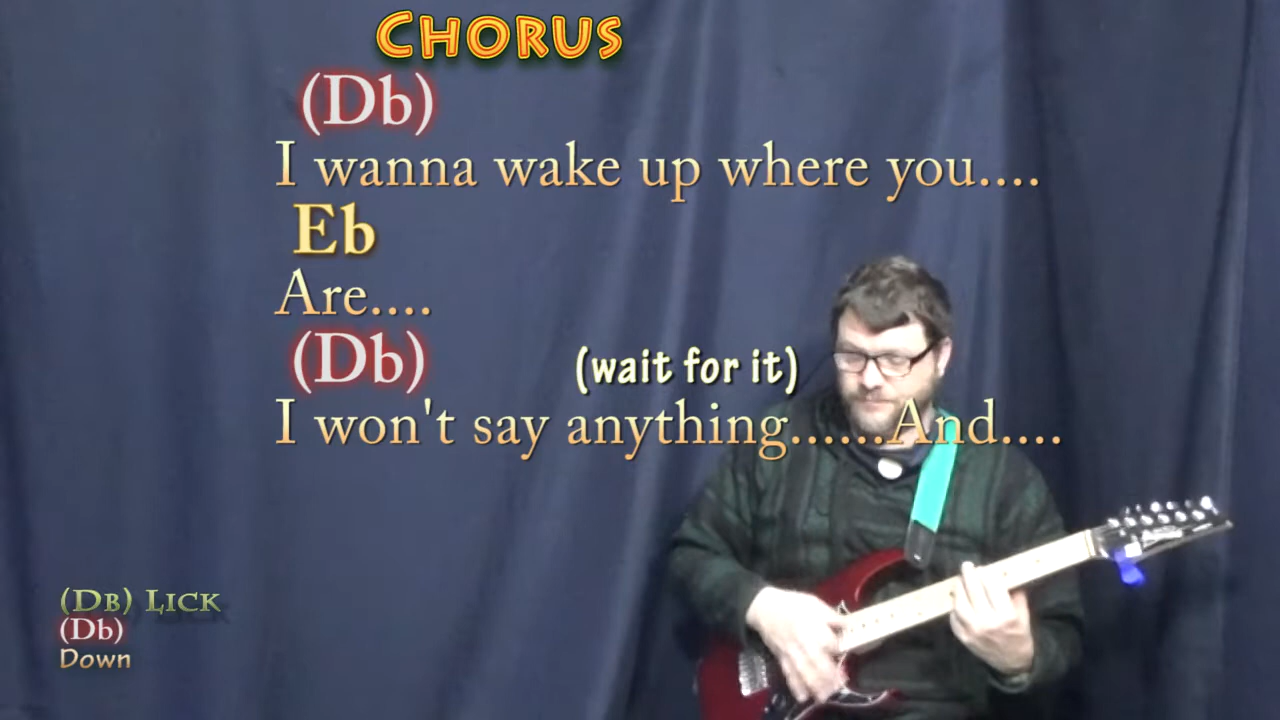 CHORUS
(Db)
I wanna wake up where you....
Eb
Are....
(Db) (wait for it)
I won't say anything......And....
(DB) LICK
(Db)
Down